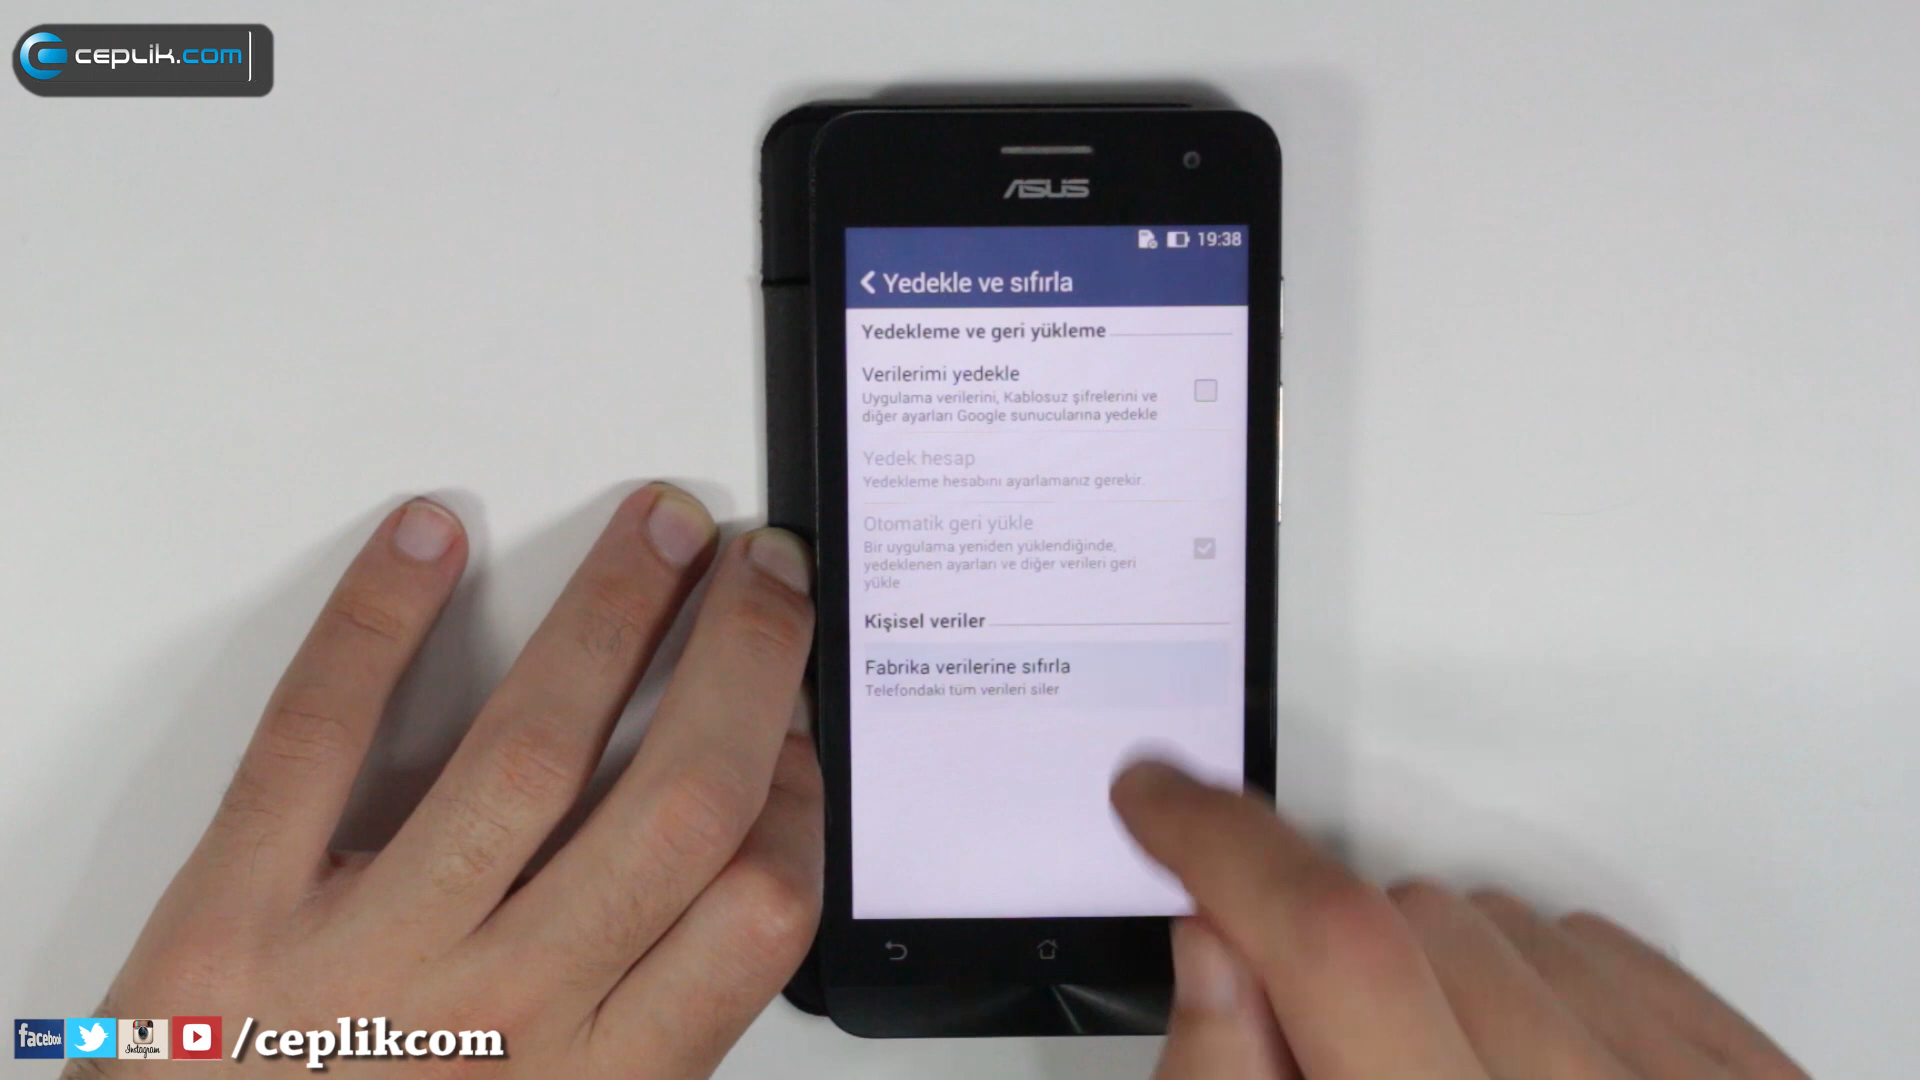 ceplik.com
ASUS
19:38
Yedekle ve sıfırla
Yedekleme ve geri yükleme
Verilerimi yedekle
Uygulama verilerini, Kablosuz şifrelerini ve
diğer ayarları Google sunucularına yedekle
Yedek hesap
Yedekleme hesabını ayarlamanız gerekir.
Otomatik geri yükle
Bir uygulama yeniden yüklendiğinde,
yedeklenen ayarları ve diğer verileri geri
yükle
Kişisel veriler
Fabrika verilerine sıfırla
Telefondaki tüm verileri siler
facebook
Instagram
/ceplikcom